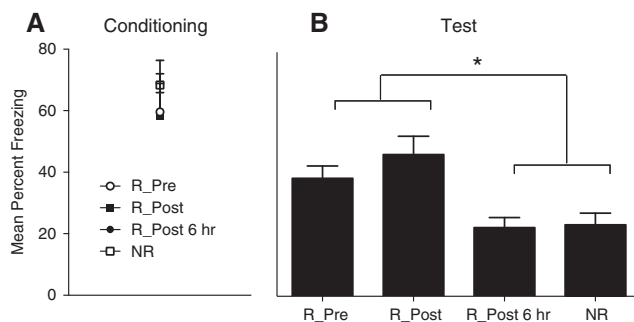 A
Conditioning
Mean Percent Freezing
80
60
40
20
0
R_Pre
R_Post
R_Post 6 hr
NR
B
Test
*
R_Pre
R_Post
R_Post 6 hr
NR